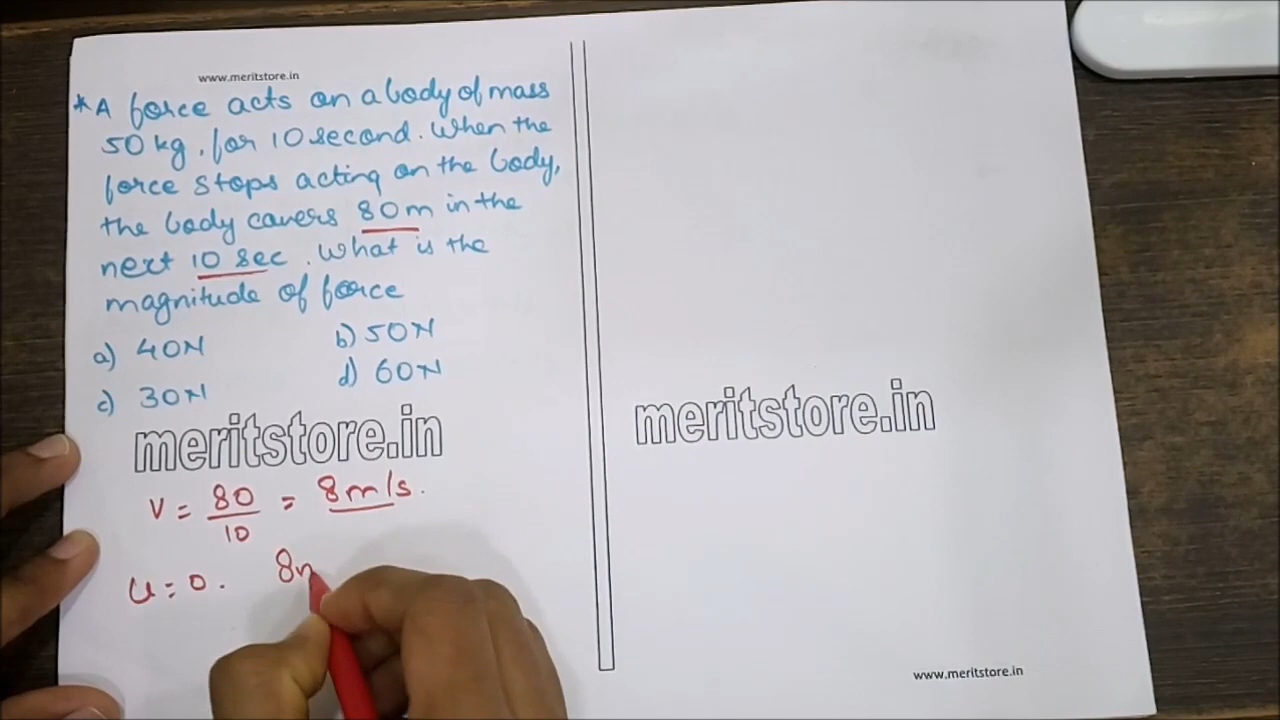 www.meritstore.in
*A force acts on a body of mass
50 kg, for 10 second. When the
force stops acting on the body,
the body covers 80m in the
next 10 sec. What is the
magnitude of force
a) 40N b) 50N
c) 30N d) 60N
meritstore.in
V = 80/10 = 8m/s.
u = 0. 8m
meritstore.in
www.meritstore.in